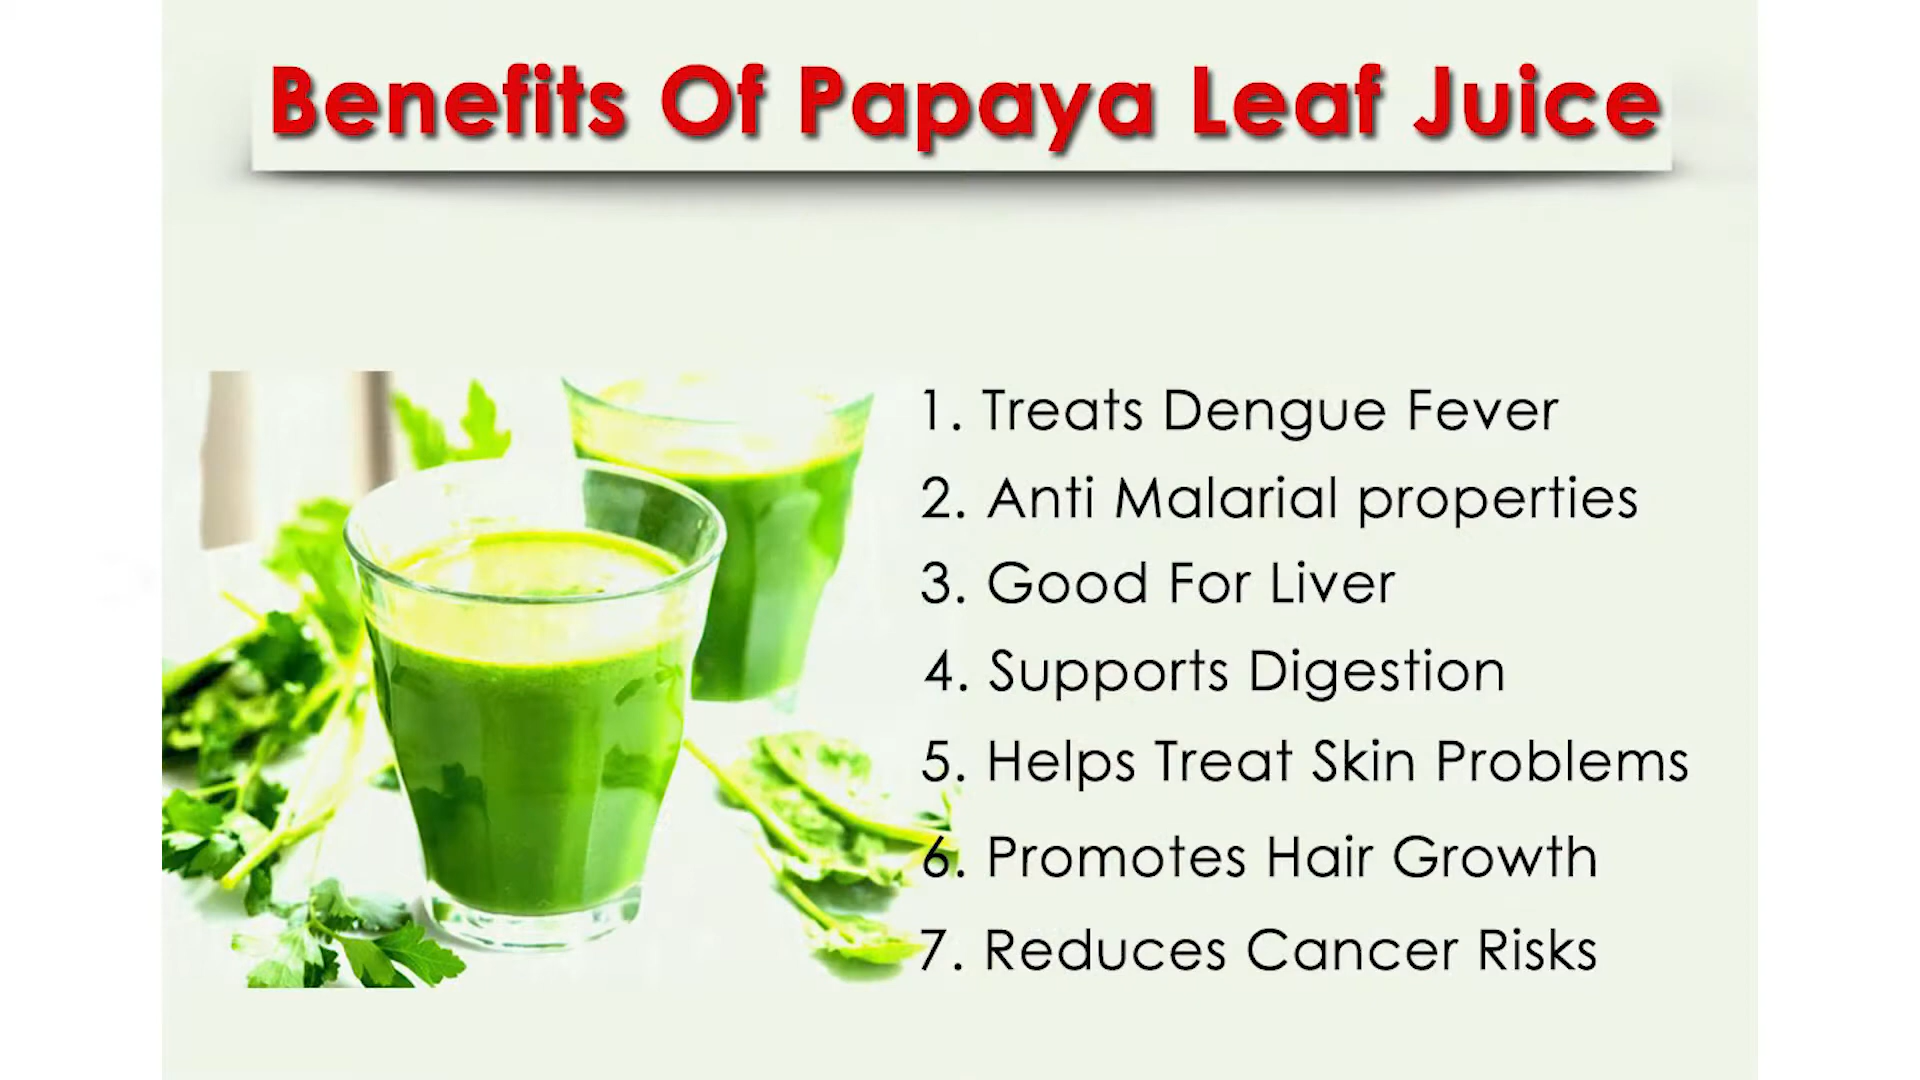 Benefits Of Papaya Leaf Juice
1. Treats Dengue Fever
2. Anti Malarial properties
3. Good For Liver
4. Supports Digestion
5. Helps Treat Skin Problems
6. Promotes Hair Growth
7. Reduces Cancer Risks